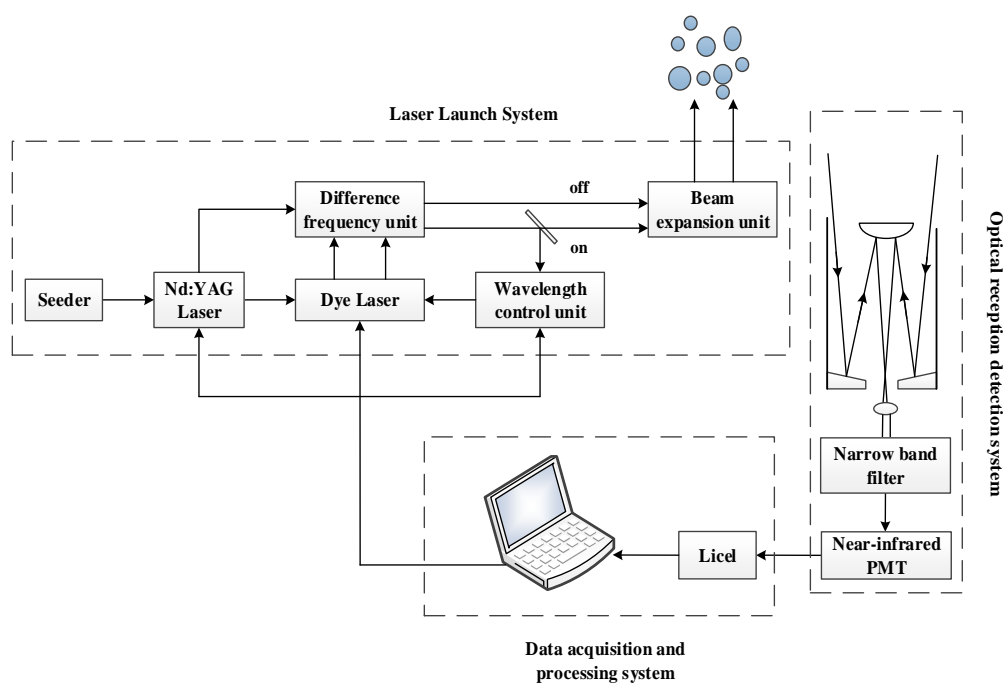 Laser Launch System
Difference
frequency unit
off
on
Beam
expansion unit
Seeder
Nd:YAG
Laser
Dye Laser
Wavelength
control unit
Optical reception detection system
Narrow band
filter
Near-infrared
PMT
Licel
Data acquisition and
processing system